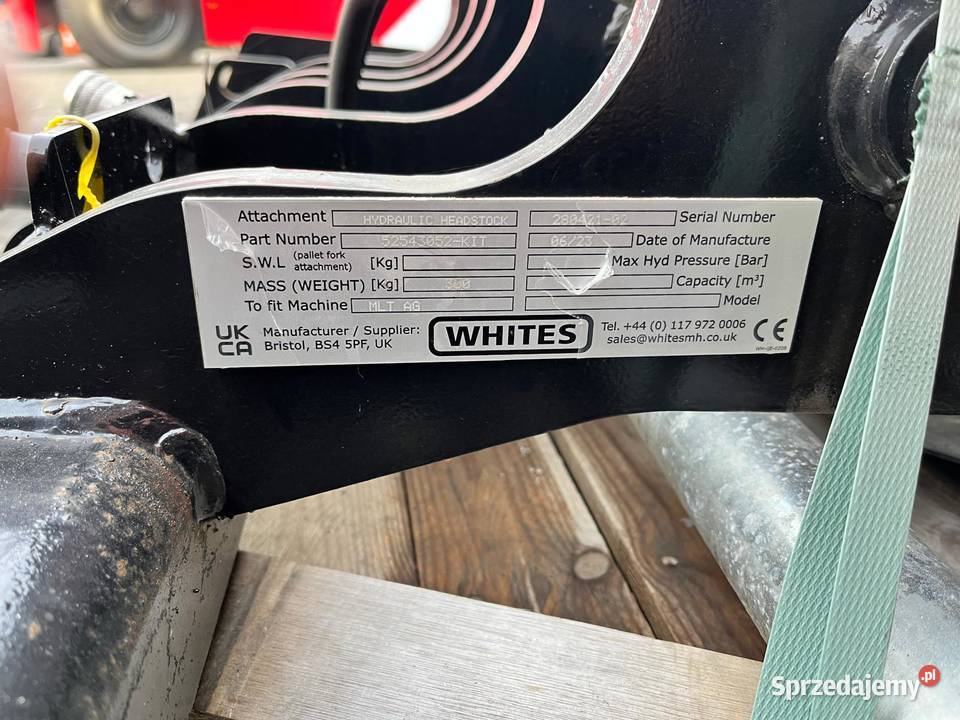 Attachment HYDRAULIC HEADSTOCK 280421-02 Serial Number
Part Number 52543052-KIT 06/23 Date of Manufacture
S.W.L (pallet fork attachment) [Kg] Max Hyd Pressure [Bar]
MASS (WEIGHT) [Kg] 300 Capacity [m³]
To fit Machine MLT AG Model
UK CA Manufacturer / Supplier: WHITES Tel. +44 (0) 117 972 0006 CE
Bristol, BS4 5PF, UK sales@whitesmh.co.uk
Sprzedajemy.pl